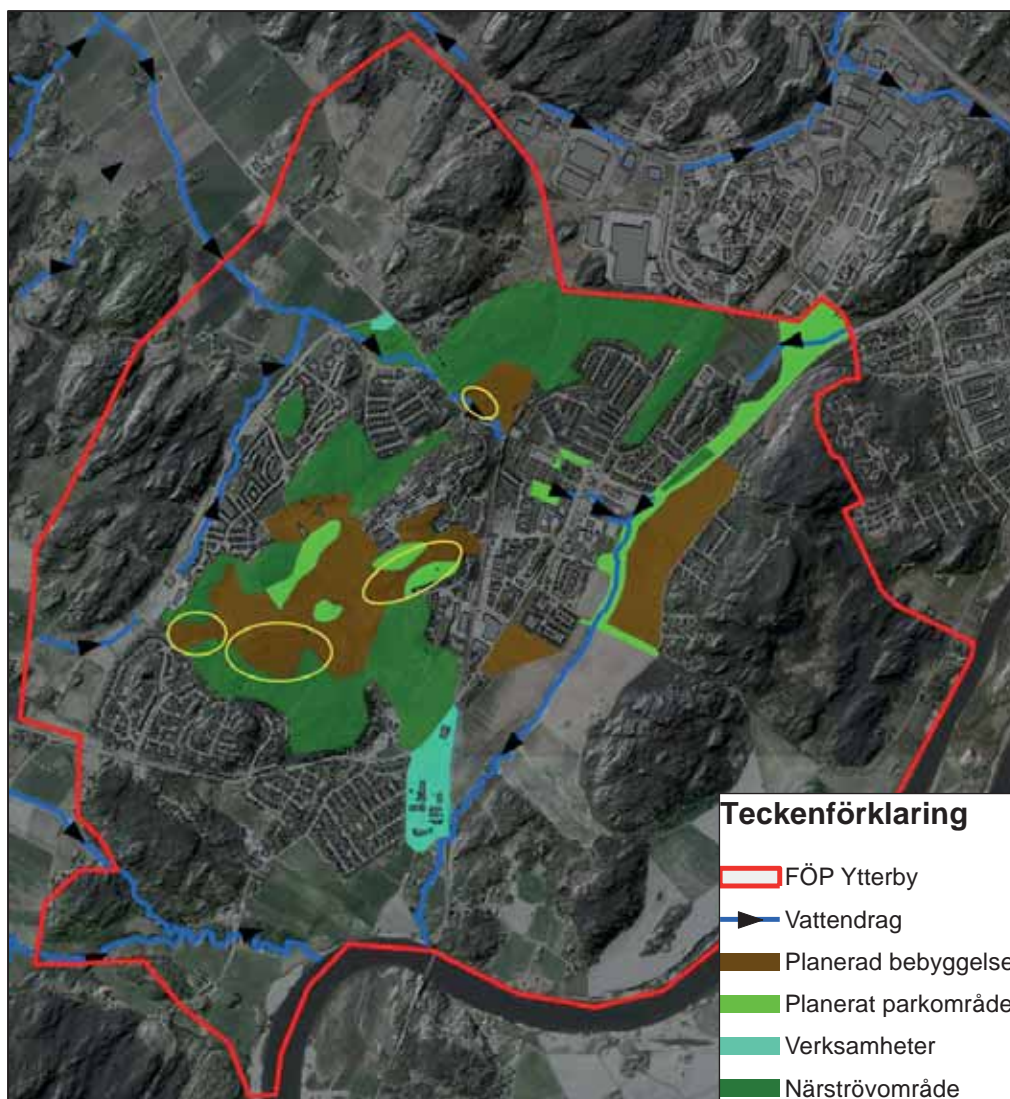 Teckenförklaring
FÖP Ytterby
Vattendrag
Planerad bebyggelse
Planerat parkområde
Verksamheter
Närströvområde